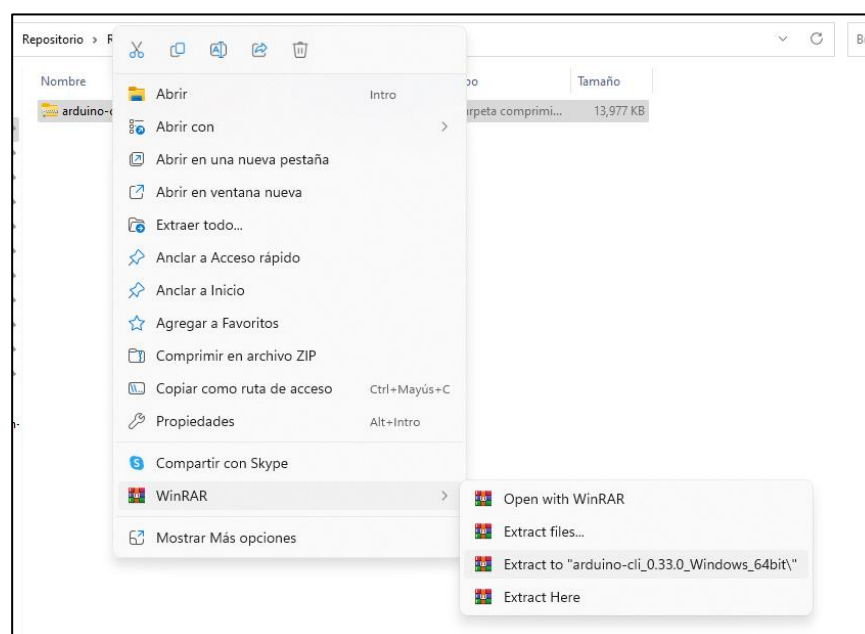 Repositorio > R
Nombre
po
Tamaño
arduino-c
arpeta comprimi...
13,977 KB
Abrir
Intro
Abrir con
Abrir en una nueva pestaña
Abrir en ventana nueva
Extraer todo...
Anclar a Acceso rápido
Anclar a Inicio
Agregar a Favoritos
Comprimir en archivo ZIP
Copiar como ruta de acceso
Ctrl+Mayús+C
Propiedades
Alt+Intro
Compartir con Skype
WinRAR
Mostrar Más opciones
Open with WinRAR
Extract files...
Extract to "arduino-cli_0.33.0_Windows_64bit\"
Extract Here